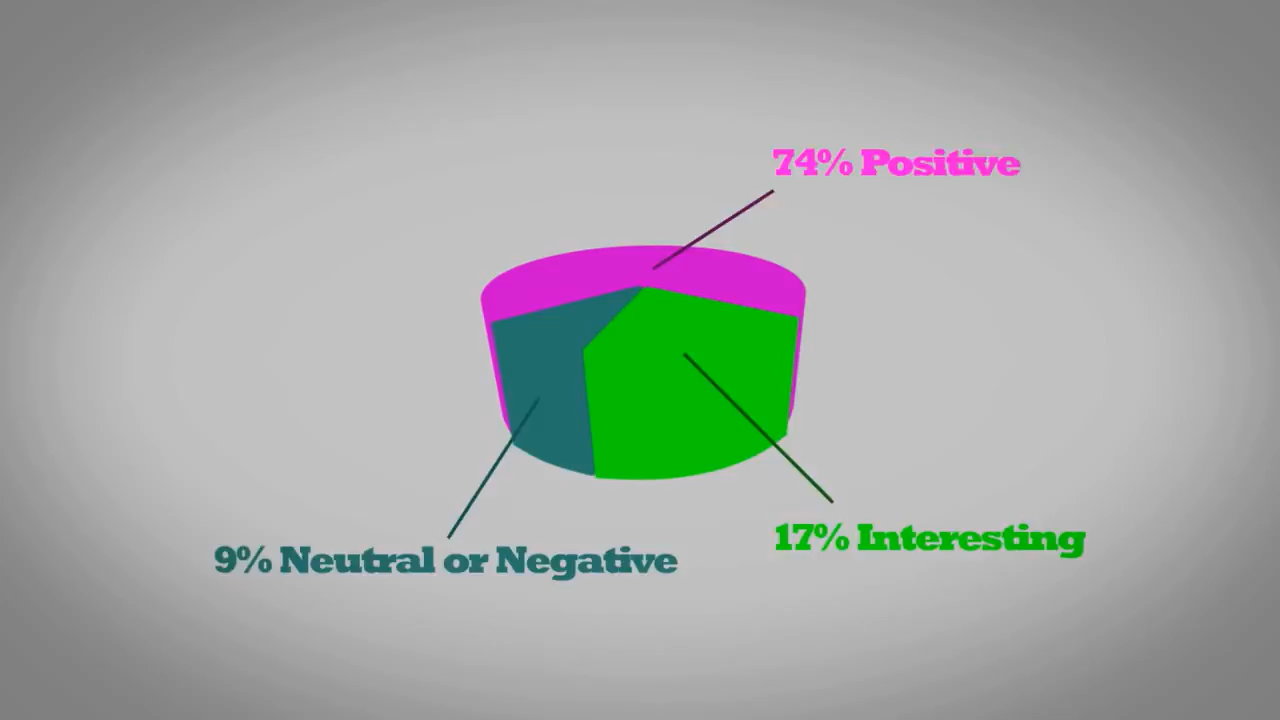 74% Positive
17% Interesting
9% Neutral or Negative